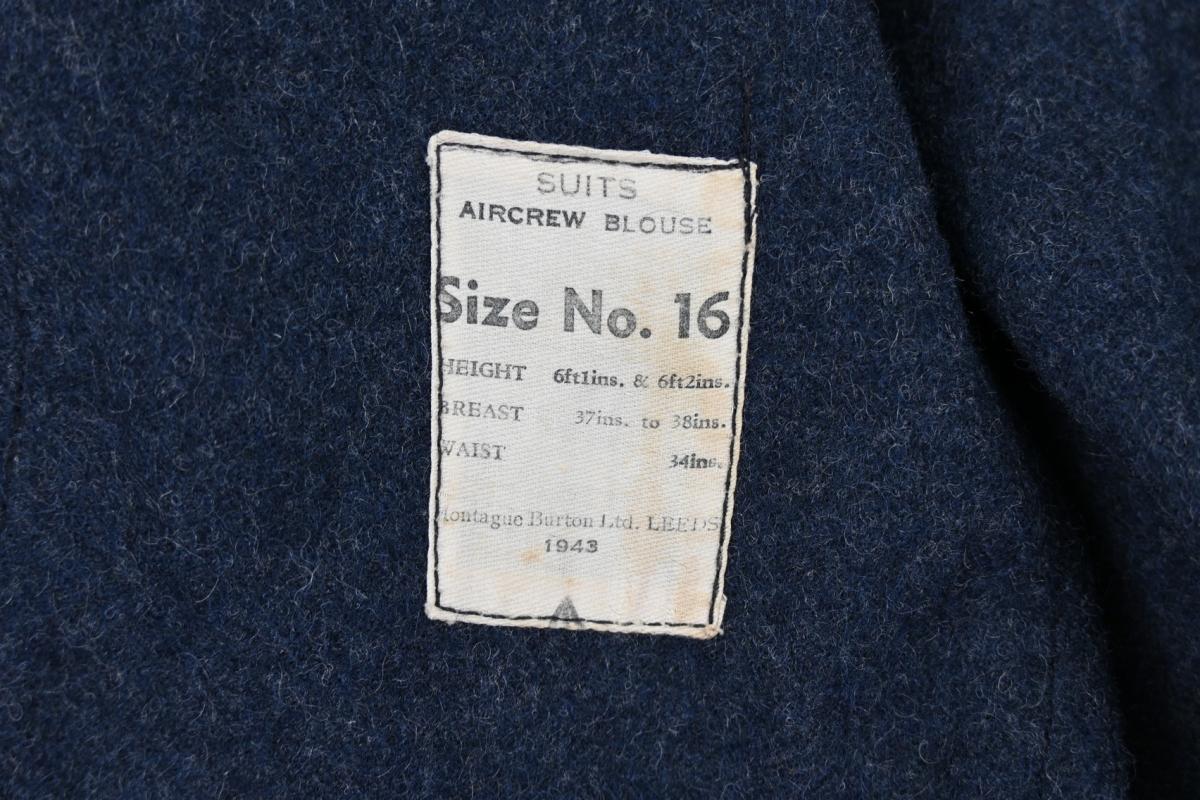 SUITS
AIRCREW BLOUSE
Size No. 16
HEIGHT 6ft1ins. & 6ft2ins.
BREAST 37ins. to 38ins.
WAIST 34ins.
Montague Burton Ltd. LEEDS
1943
A